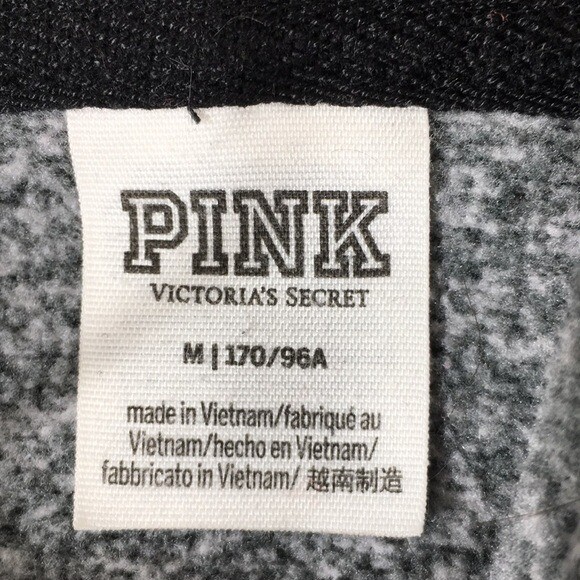 PINK
VICTORIA'S SECRET
M | 170/96A
made in Vietnam/fabriqué au
Vietnam/hecho en Vietnam/
fabbricato in Vietnam/ 越南制造